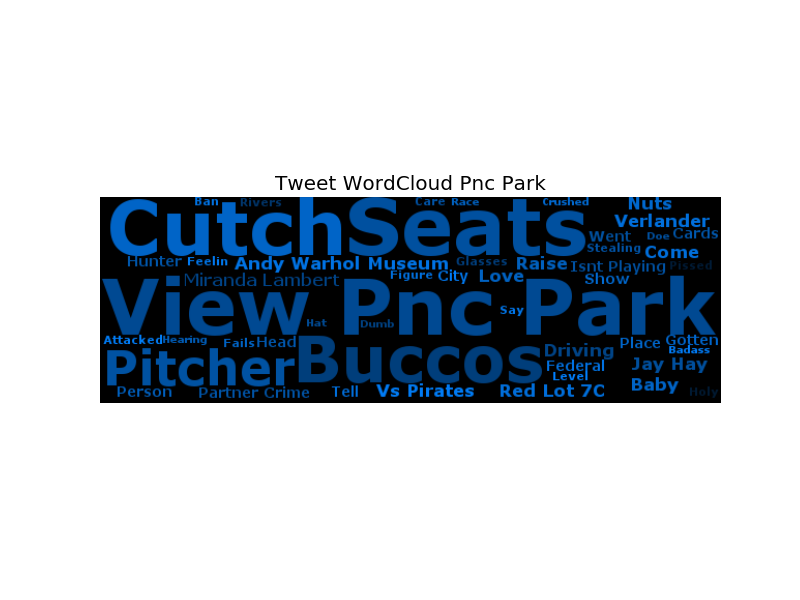 Tweet WordCloud Pnc Park
Ban Rivers Care Race Crushed Nuts
Cutch Seats Verlander
Went Doe Cards
Stealing Come
Hunter Feelin Andy Warhol Museum Glasses Raise Isnt Playing Pissed
Miranda Lambert Figure City Love Show
View Pnc Park
Say
Hat Dumb
Attacked Hearing Fails Head Place Gotten
Pitcher Buccos Driving Badass
Federal Jay Hay
Level
Baby
Person Partner Crime Tell Vs Pirates Red Lot 7C Holy